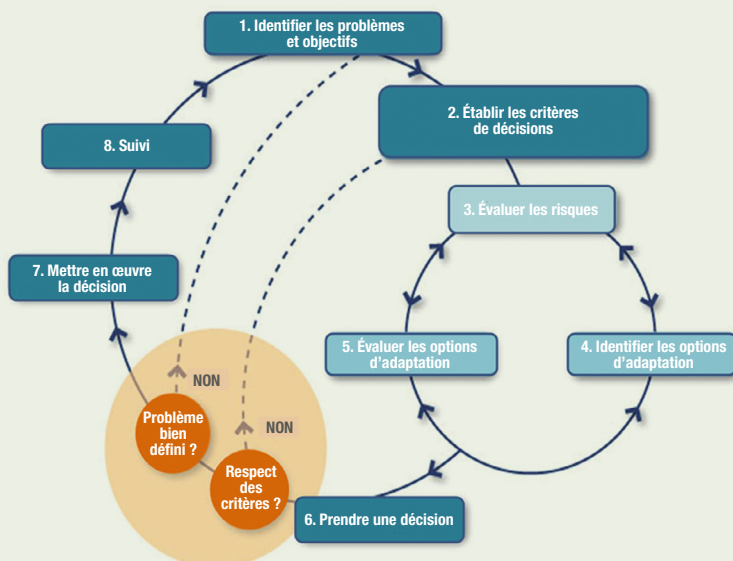 1. Identifier les problèmes
et objectifs
2. Établir les critères
de décisions
3. Évaluer les risques
4. Identifier les options
d'adaptation
5. Évaluer les options
d'adaptation
6. Prendre une décision
Respect
des
critères ?
NON
Problème
bien
défini ?
NON
7. Mettre en œuvre
la décision
8. Suivi